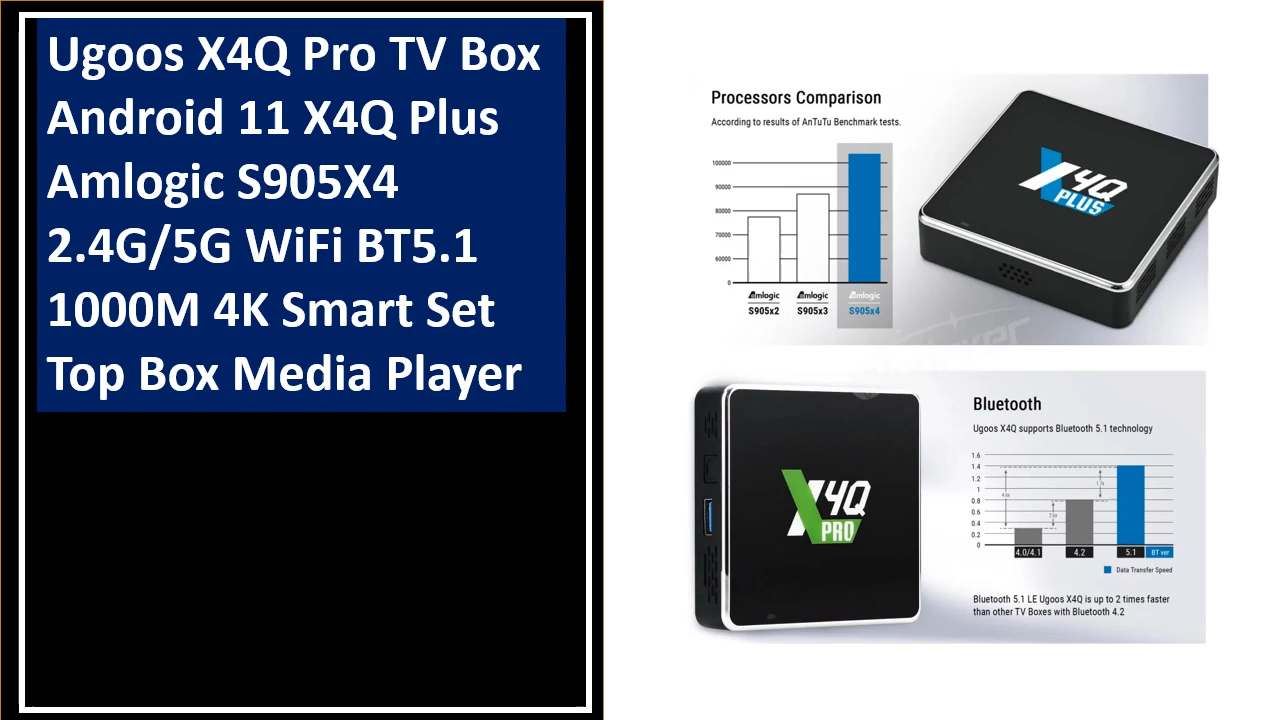 Ugoos X4Q Pro TV Box
Android 11 X4Q Plus
Amlogic S905X4
2.4G/5G WiFi BT5.1
1000M 4K Smart Set
Top Box Media Player
Processors Comparison
According to results of AnTuTu Benchmark tests.
100000
90000
80000
70000
60000
0
Amlogic Amlogic Amlogic
S905x2 S905x3 S905x4
X4Q
PLUS
X4Q
PRO
Bluetooth
Ugoos X4Q supports Bluetooth 5.1 technology
1.6
1.4
1.2
1
0.8
0.6
0.4
0.2
0
4.0/4.1 4.2 5.1 BT ver
Data Transfer Speed
Bluetooth 5.1 LE Ugoos X4Q is up to 2 times faster
than other TV Boxes with Bluetooth 4.2